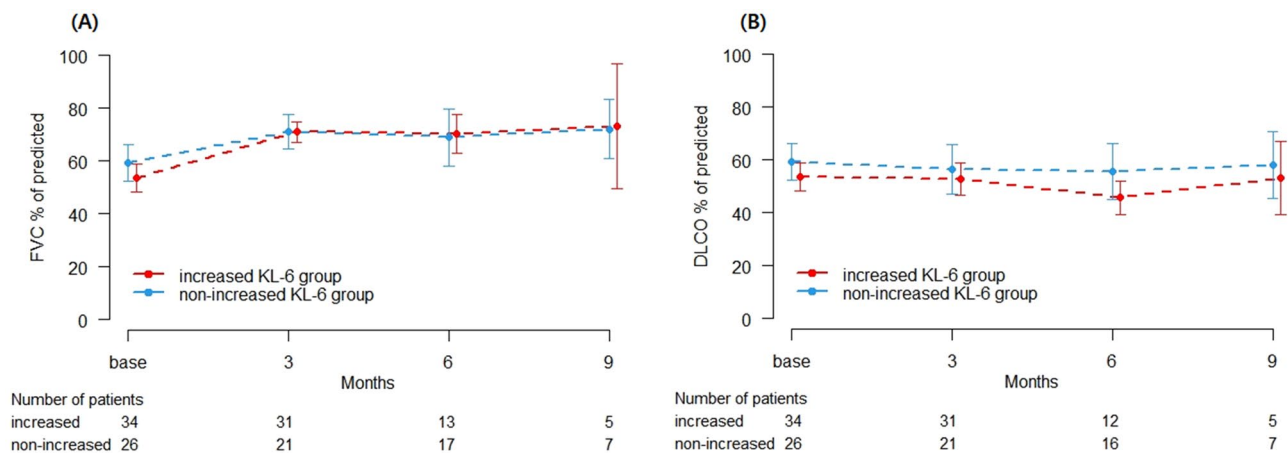 (A)
100
80
60
40
20
0
FVC % of predicted
increased KL-6 group
non-increased KL-6 group
base 3 6 9
Months
Number of patients
increased 34 31 13 5
non-increased 26 21 17 7
(B)
100
80
60
40
20
0
DLCO % of predicted
increased KL-6 group
non-increased KL-6 group
base 3 6 9
Months
Number of patients
increased 34 31 12 5
non-increased 26 21 16 7